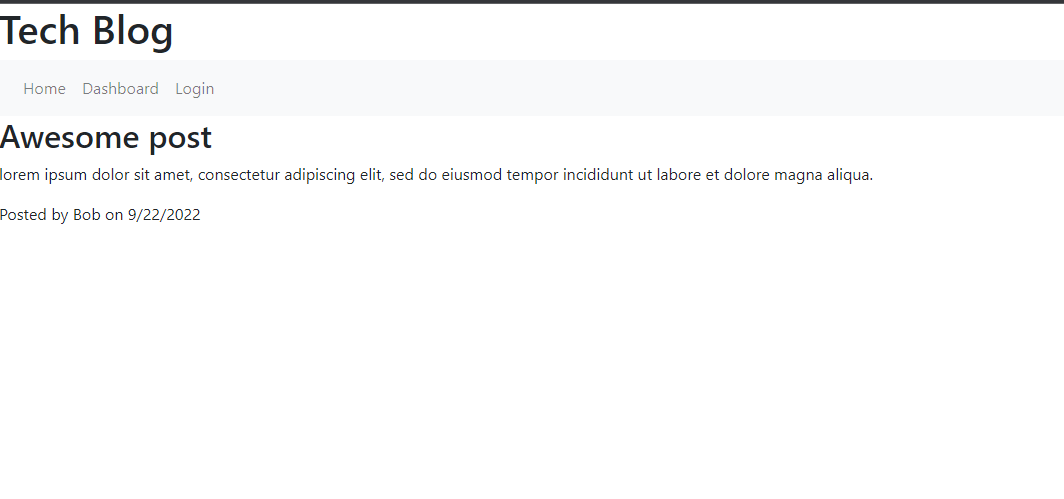 Tech Blog
Home Dashboard Login
Awesome post
lorem ipsum dolor sit amet, consectetur adipiscing elit, sed do eiusmod tempor incididunt ut labore et dolore magna aliqua.
Posted by Bob on 9/22/2022